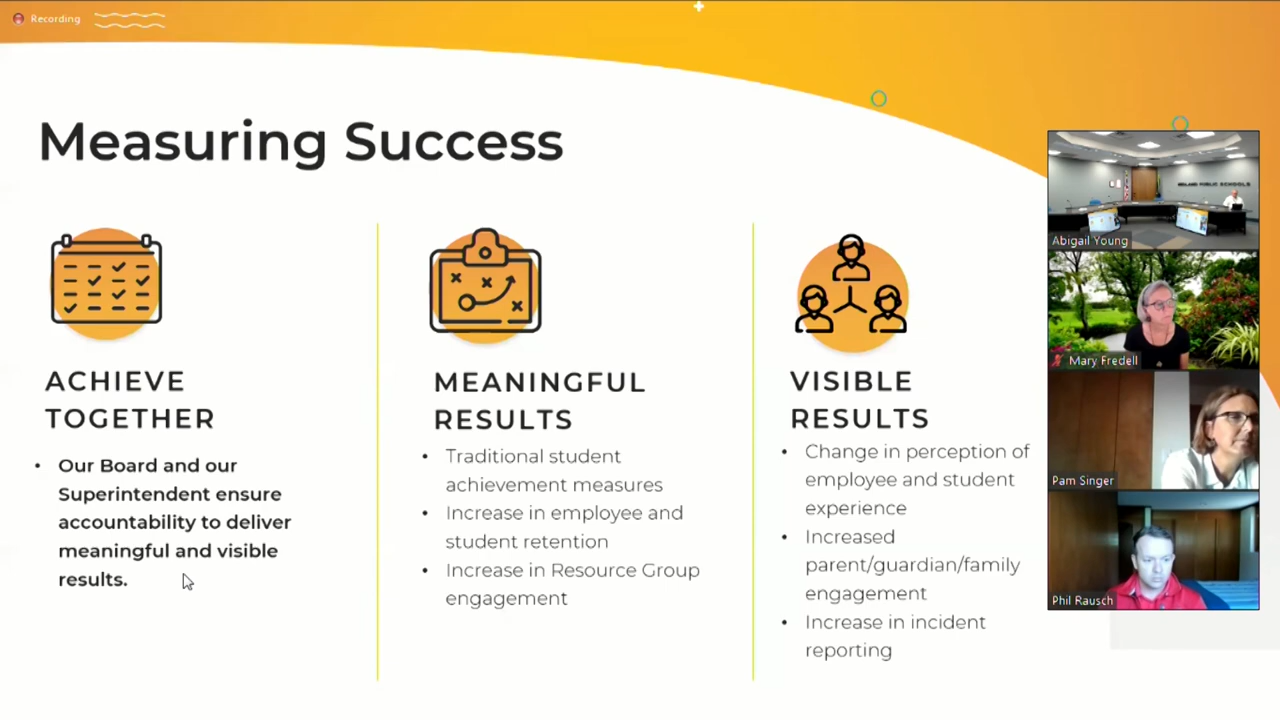 Recording
Measuring Success
ACHIEVE
TOGETHER
• Our Board and our
Superintendent ensure
accountability to deliver
meaningful and visible
results.
MEANINGFUL
RESULTS
• Traditional student
achievement measures
• Increase in employee and
student retention
• Increase in Resource Group
engagement
VISIBLE
RESULTS
• Change in perception of
employee and student
experience
• Increased
parent/guardian/family
engagement
• Increase in incident
reporting
PUBLIC SCHOOLS
Abigail Young
Mary Fredell
Pam Singer
Phil Rausch